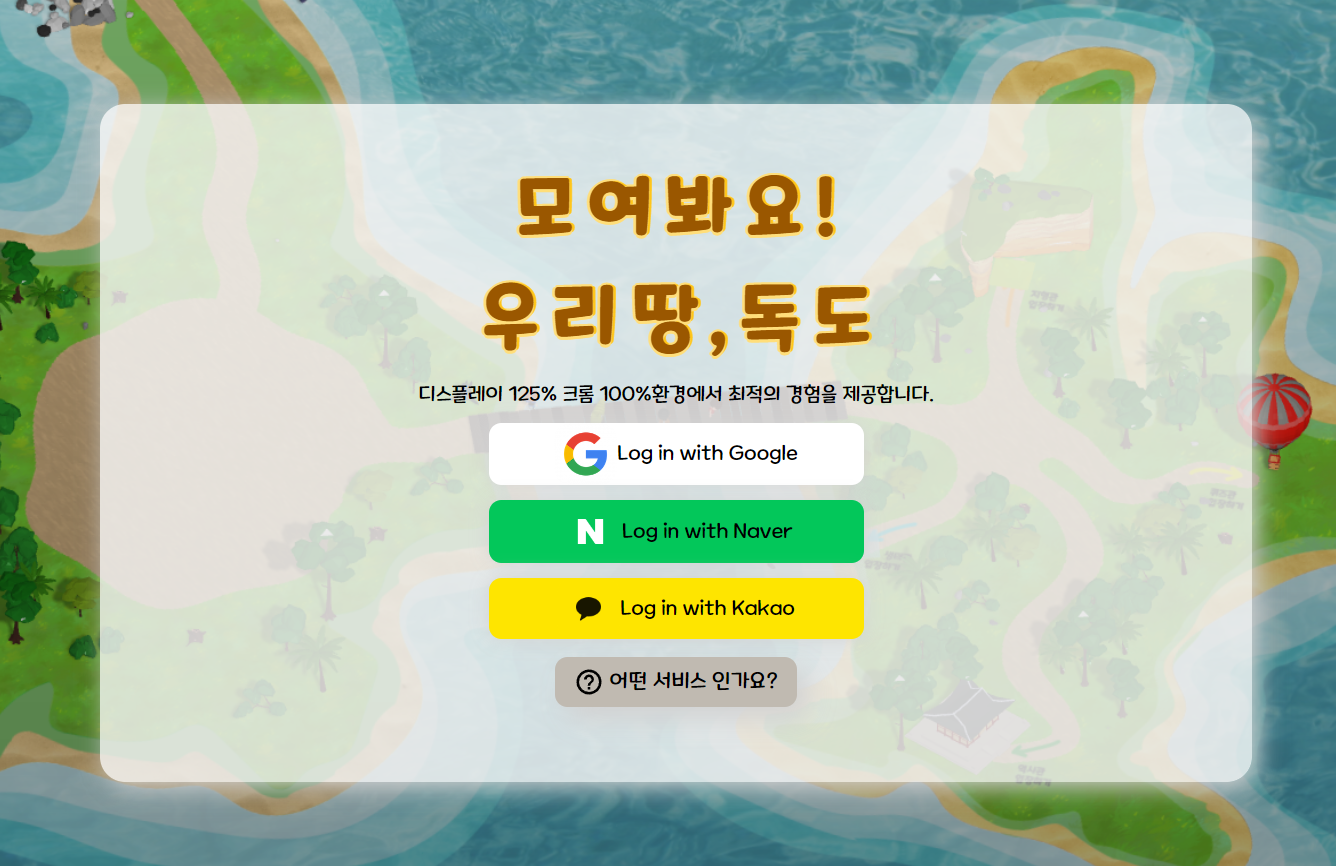 모여봐요!
우리땅,독도
디스플레이 125% 크롬 100%환경에서 최적의 경험을 제공합니다.
Log in with Google
N Log in with Naver
Log in with Kakao
? 어떤 서비스 인가요?